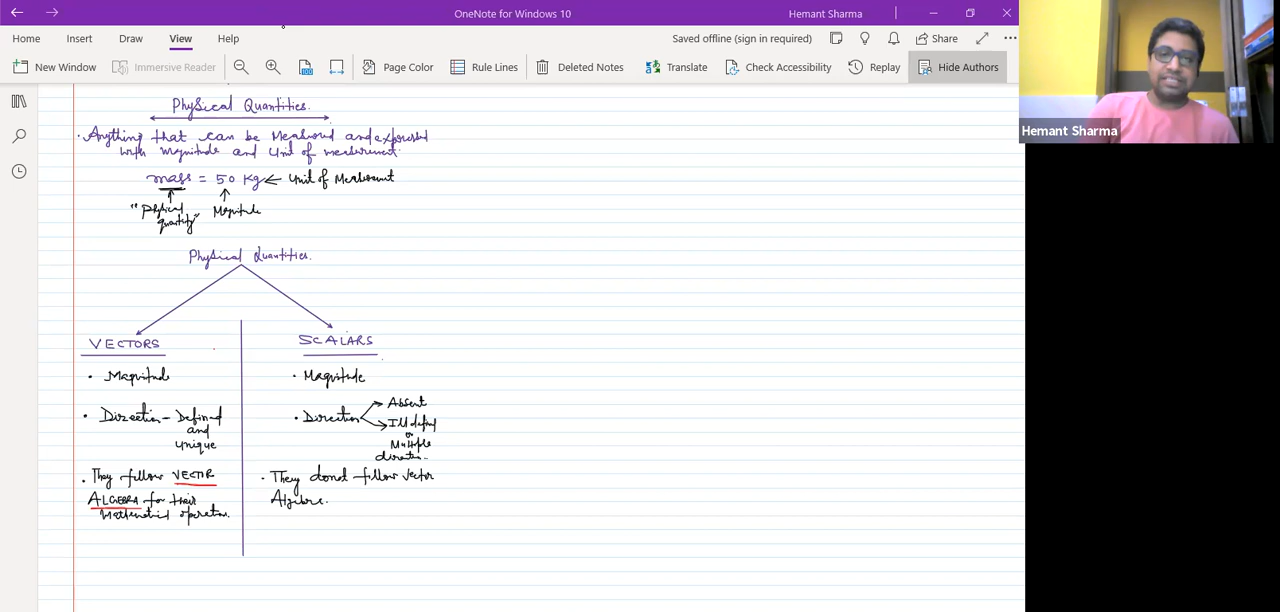 OneNote for Windows 10
Hemant Sharma
Home Insert Draw View Help
Saved offline (sign in required) Share
New Window Immersive Reader 100 Page Color Rule Lines Deleted Notes Translate Check Accessibility Replay Hide Authors
Hemant Sharma
Physical Quantities.
· Anything that can be Measured and expressed
with Magnitude and Unit of measurement.
mass = 50 Kg ← Unit of Measurement
"Physical Magnitude
quantity"
Physical Quantities.
VECTORS SCALARS
· Magnitude · Magnitude
· Direction - Defined · Direction Absent
and Ill defined
Unique or
Multiple
direction.
· They follow VECTOR · They donot follow Vector
ALGEBRA for their Algebra.
Mathematical operation.